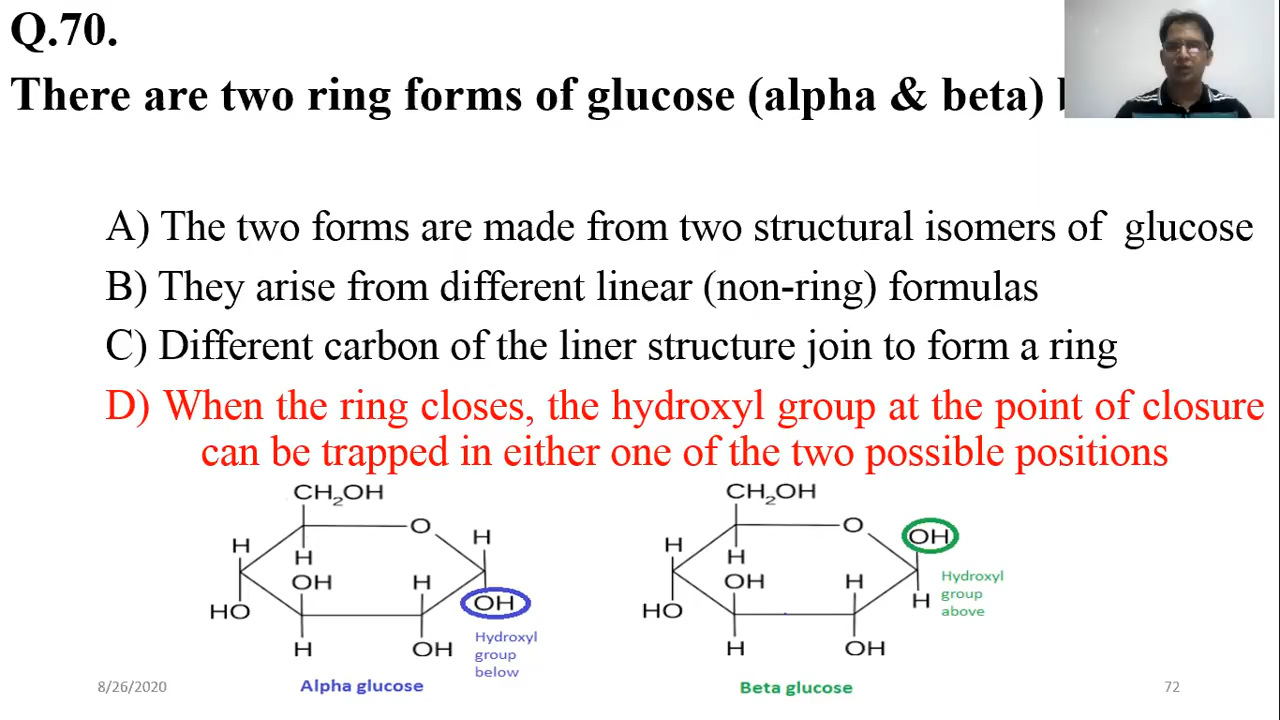 Q.70.
There are two ring forms of glucose (alpha & beta)
A) The two forms are made from two structural isomers of glucose
B) They arise from different linear (non-ring) formulas
C) Different carbon of the liner structure join to form a ring
D) When the ring closes, the hydroxyl group at the point of closure
can be trapped in either one of the two possible positions
CH2OH
O
H
H
H
OH
H
HO
OH
H
OH
Hydroxyl
group
below
Alpha glucose
CH2OH
O
OH
H
H
OH
H
HO
H
H
OH
Hydroxyl
group
above
Beta glucose
8/26/2020
72